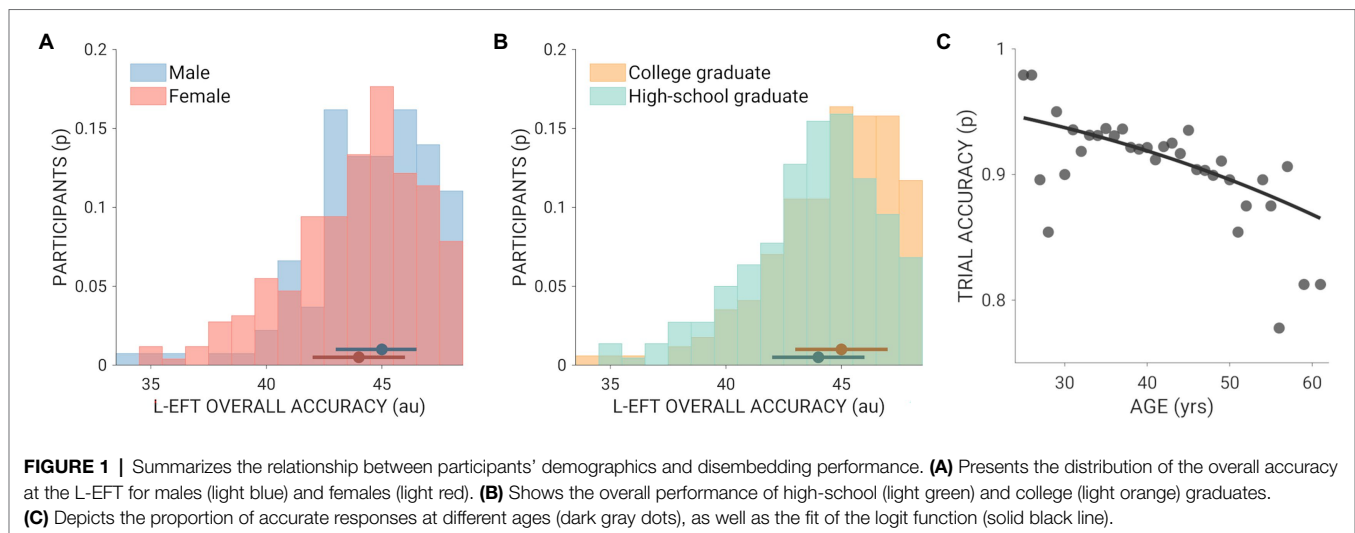 A
B
C
0.2
0.15
0.1
0.05
0
PARTICIPANTS (p)
Male
Female
35
40
45
L-EFT OVERALL ACCURACY (au)
0.2
0.15
0.1
0.05
0
PARTICIPANTS (p)
College graduate
High-school graduate
35
40
45
L-EFT OVERALL ACCURACY (au)
1
0.9
0.8
TRIAL ACCURACY (p)
30
40
50
60
AGE (yrs)
FIGURE 1 | Summarizes the relationship between participants’ demographics and disembedding performance. (A) Presents the distribution of the overall accuracy
at the L-EFT for males (light blue) and females (light red). (B) Shows the overall performance of high-school (light green) and college (light orange) graduates.
(C) Depicts the proportion of accurate responses at different ages (dark gray dots), as well as the fit of the logit function (solid black line).